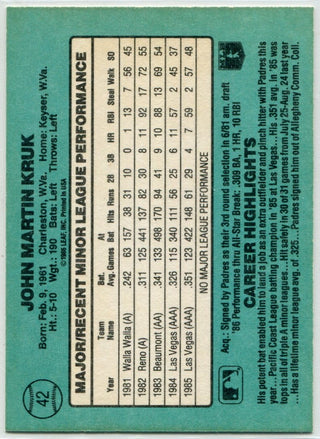 42
JOHN MARTIN KRUK
Born: Feb. 9, 1961 Charleston, W.Va. Home: Keyser, W.Va.
Ht.: 5-10 Wgt.: 190 Bats: Left Throws: Left
©1986 LEAF, INC. Printed in USA
MAJOR/RECENT MINOR LEAGUE PERFORMANCE
Team Bat. At
Year Name Avg. Games Bat Hits Runs 2B 3B HR RBI Steal Walk SO
1981 Walla Walla (A) .242 63 157 38 31 10 0 1 13 7 56 45
1982 Reno (A) .311 125 441 137 82 30 8 11 92 17 72 55
1983 Beaumont (AA) .341 133 498 170 94 41 9 10 88 13 69 54
1984 Las Vegas (AAA) .326 115 340 111 56 25 6 11 57 2 45 37
1985 Las Vegas (AAA) .351 123 422 148 61 29 4 7 59 2 57 48
NO MAJOR LEAGUE PERFORMANCE
Acq.: Signed by Padres as their 3rd round selection in 6/81 am. draft
'86 Performance thru All-Star Break: .309 BA, 1 HR, 10 RBI
CAREER HIGHLIGHTS
His potent bat enabled him to land a job as an extra outfielder and pinch hitter with Padres this
year...Pacific Coast League batting champion in '85 at Las Vegas...His .351 avg. in '85 was
tops in all of triple A minor leagues...Hit safely in 30 of 31 games from July 25-Aug. 24 last year
...Has a lifetime minor league avg. of .325...Padres signed him out of Allegheny Comm. Coll.